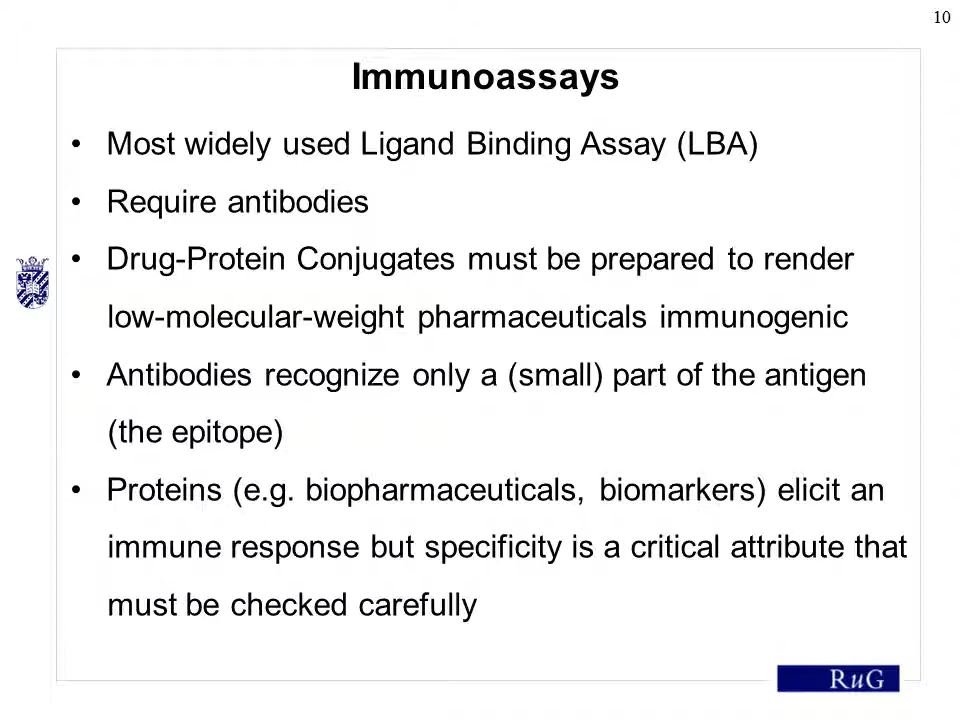 10
Immunoassays
• Most widely used Ligand Binding Assay (LBA)
• Require antibodies
• Drug-Protein Conjugates must be prepared to render
low-molecular-weight pharmaceuticals immunogenic
• Antibodies recognize only a (small) part of the antigen
(the epitope)
• Proteins (e.g. biopharmaceuticals, biomarkers) elicit an
immune response but specificity is a critical attribute that
must be checked carefully
RuG